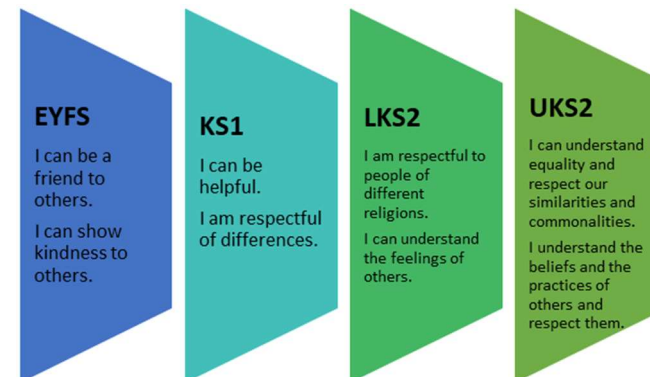 EYFS
I can be a
friend to
others.
I can show
kindness to
others.
KS1
I can be
helpful.
I am respectful
of differences.
LKS2
I am respectful to
people of
different
religions.
I can understand
the feelings of
others.
UKS2
I can understand
equality and
respect our
similarities and
commonalities.
I understand the
beliefs and the
practices of
others and
respect them.